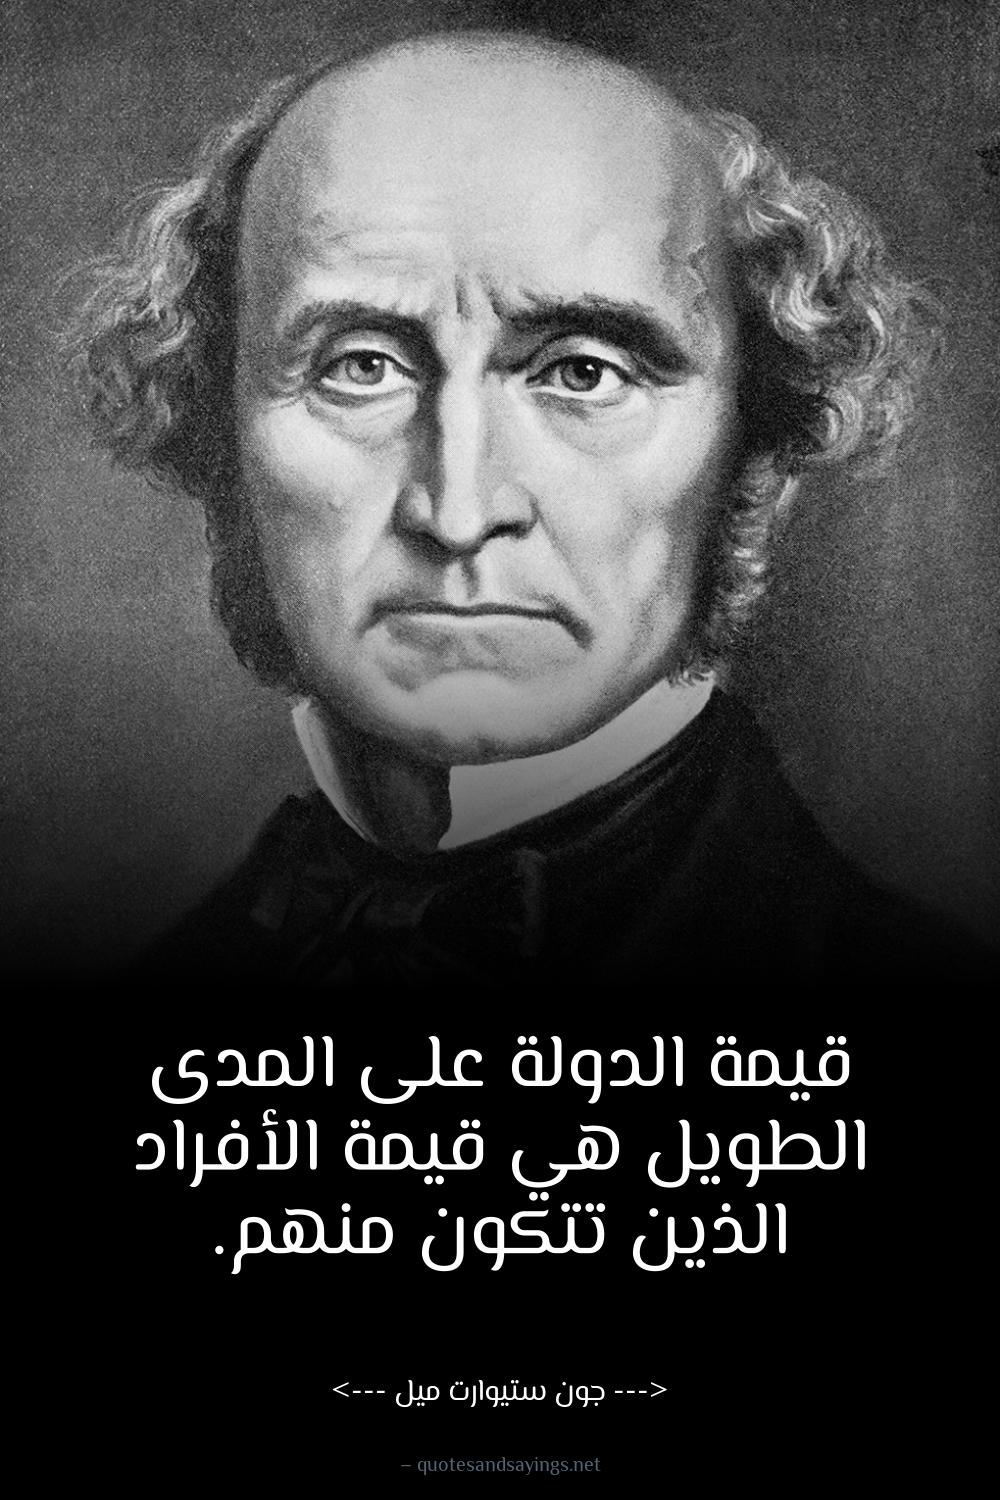 قيمة الدولة على المدى
الطويل هي قيمة الأفراد
الذين تتكون منهم.
<--- جون ستيوارت ميل --->
– quotesandsayings.net